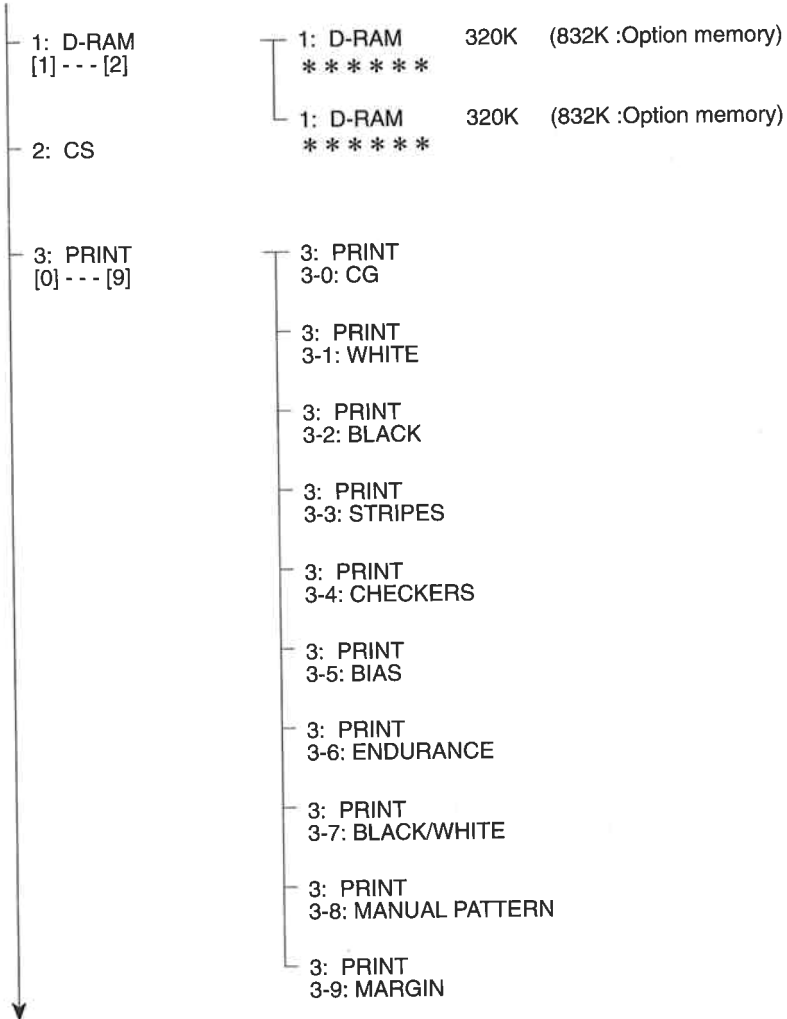 1: D-RAM
[1] - - - [2]
1: D-RAM 320K (832K :Option memory)
* * * * * *
1: D-RAM 320K (832K :Option memory)
* * * * * *
2: CS
3: PRINT
[0] - - - [9]
3: PRINT
3-0: CG
3: PRINT
3-1: WHITE
3: PRINT
3-2: BLACK
3: PRINT
3-3: STRIPES
3: PRINT
3-4: CHECKERS
3: PRINT
3-5: BIAS
3: PRINT
3-6: ENDURANCE
3: PRINT
3-7: BLACK/WHITE
3: PRINT
3-8: MANUAL PATTERN
3: PRINT
3-9: MARGIN